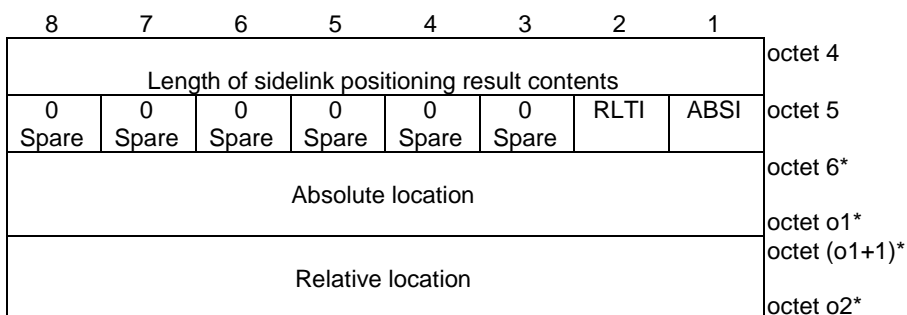 8 7 6 5 4 3 2 1
octet 4
Length of sidelink positioning result contents
0 0 0 0 0 0 RLTI ABSI octet 5
Spare Spare Spare Spare Spare Spare
octet 6*
Absolute location
octet o1*
octet (o1+1)*
Relative location
octet o2*